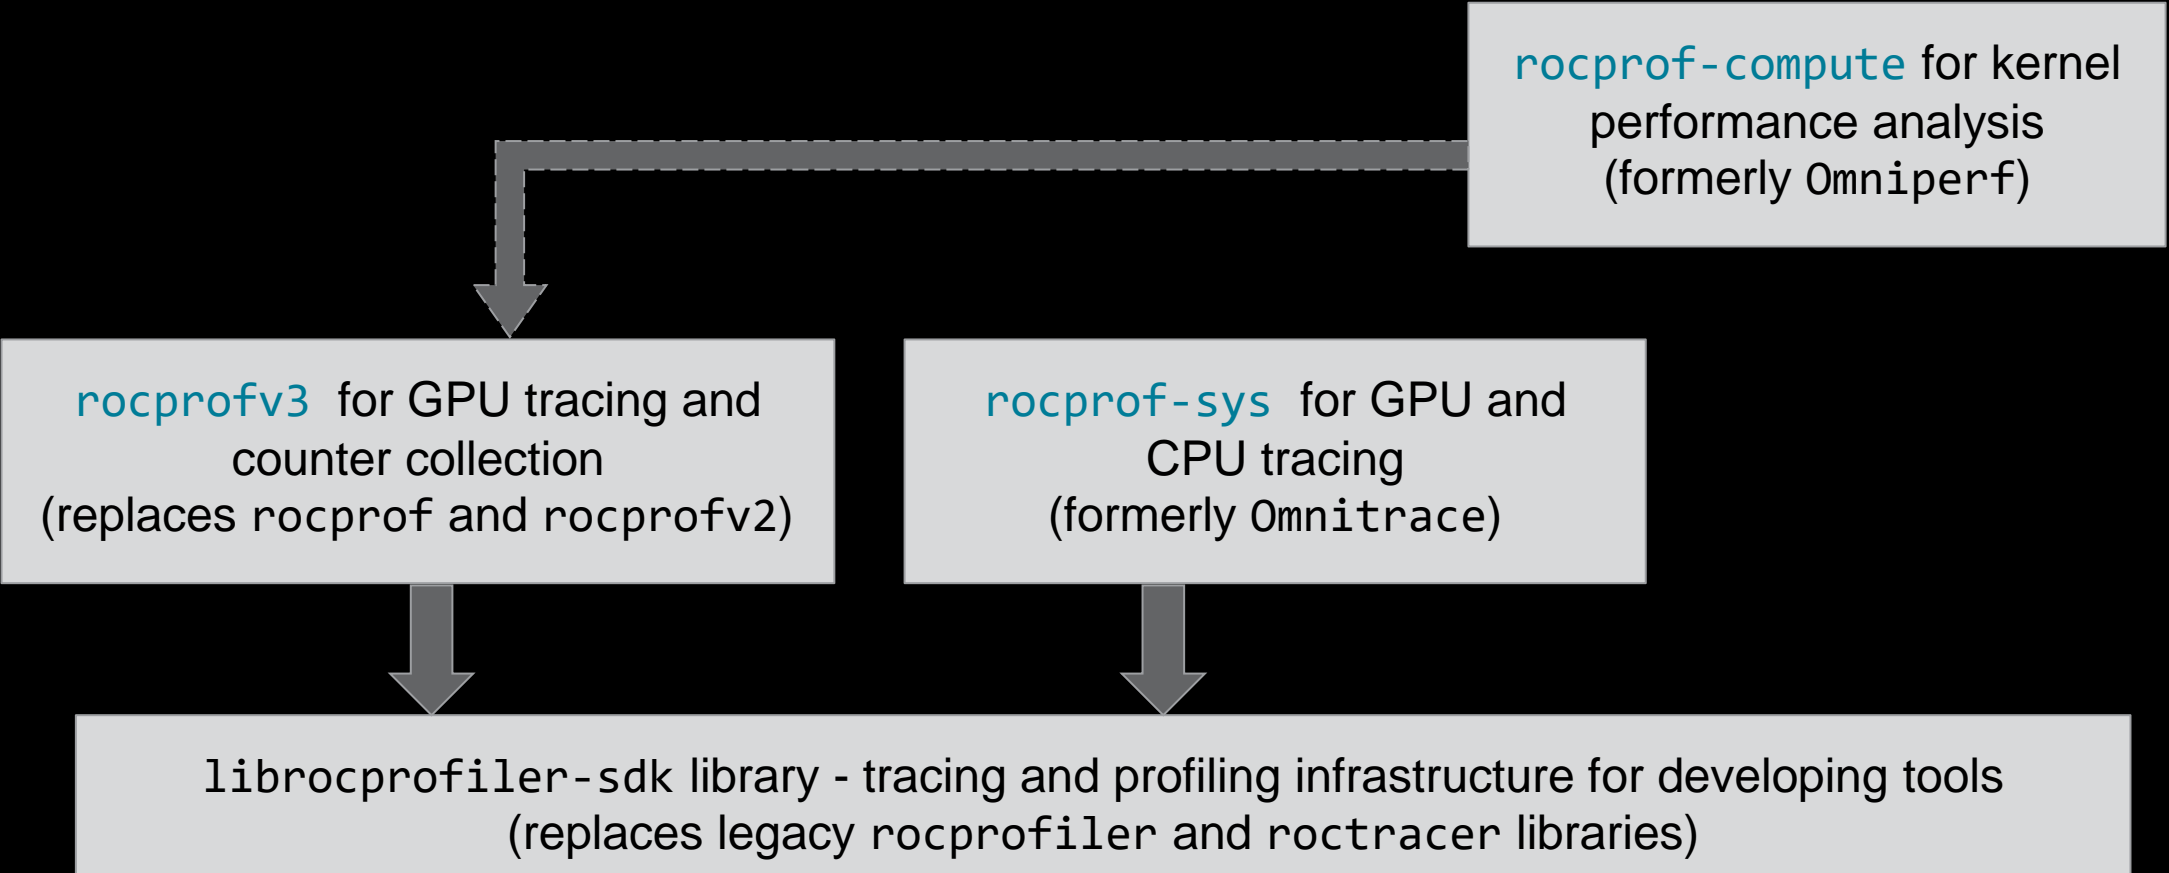 rocprof-compute for kernel
performance analysis
(formerly Omniperf)
rocprofv3 for GPU tracing and
counter collection
(replaces rocprof and rocprofv2)
rocprof-sys for GPU and
CPU tracing
(formerly Omnitrace)
librocprofiler-sdk library - tracing and profiling infrastructure for developing tools
(replaces legacy rocprofiler and roctracer libraries)